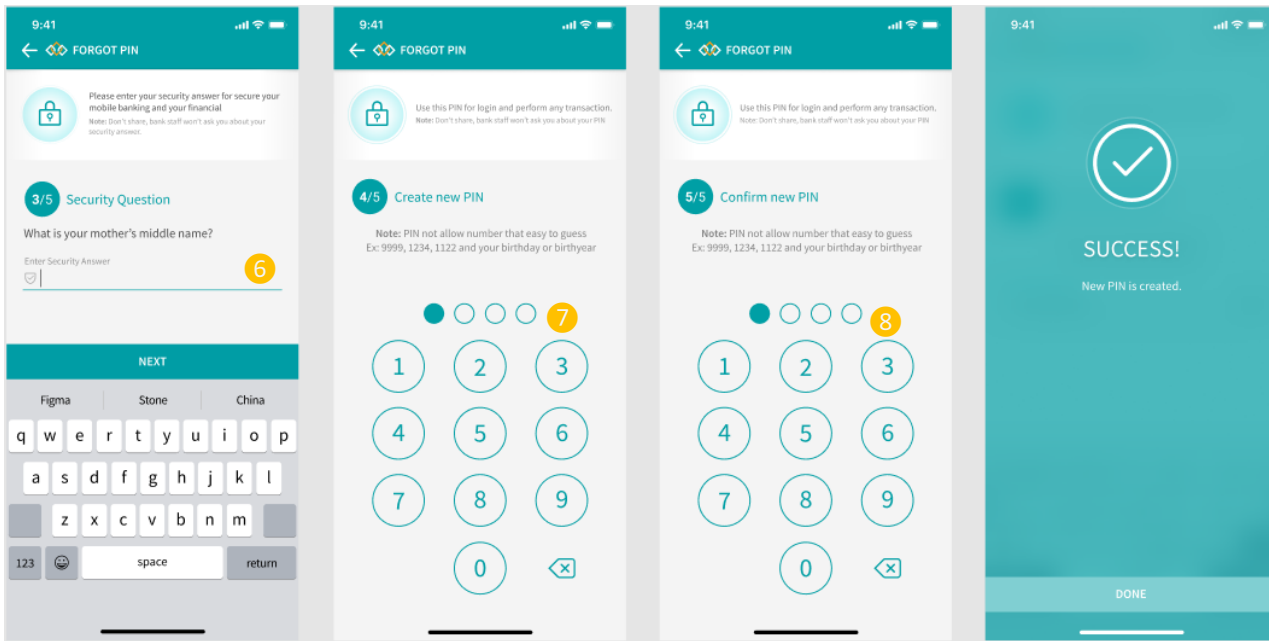 9:41
FORGOT PIN
Please enter your security answer for secure your
mobile banking and your financial
Note: Don't share, bank staff won't ask you about your
security answer.
3/5 Security Question
What is your mother's middle name?
Enter Security Answer
6
NEXT
Figma Stone China
q w e r t y u i o p
a s d f g h j k l
z x c v b n m
123 space return
9:41
FORGOT PIN
Use this PIN for login and perform any transaction.
Note: Don't share, bank staff won't ask you about your PIN
4/5 Create new PIN
Note: PIN not allow number that easy to guess
Ex: 9999, 1234, 1122 and your birthday or birthyear
7
1 2 3
4 5 6
7 8 9
0
9:41
FORGOT PIN
Use this PIN for login and perform any transaction.
Note: Don't share, bank staff won't ask you about your PIN
5/5 Confirm new PIN
Note: PIN not allow number that easy to guess
Ex: 9999, 1234, 1122 and your birthday or birthyear
8
1 2 3
4 5 6
7 8 9
0
9:41
SUCCESS!
New PIN is created.
DONE